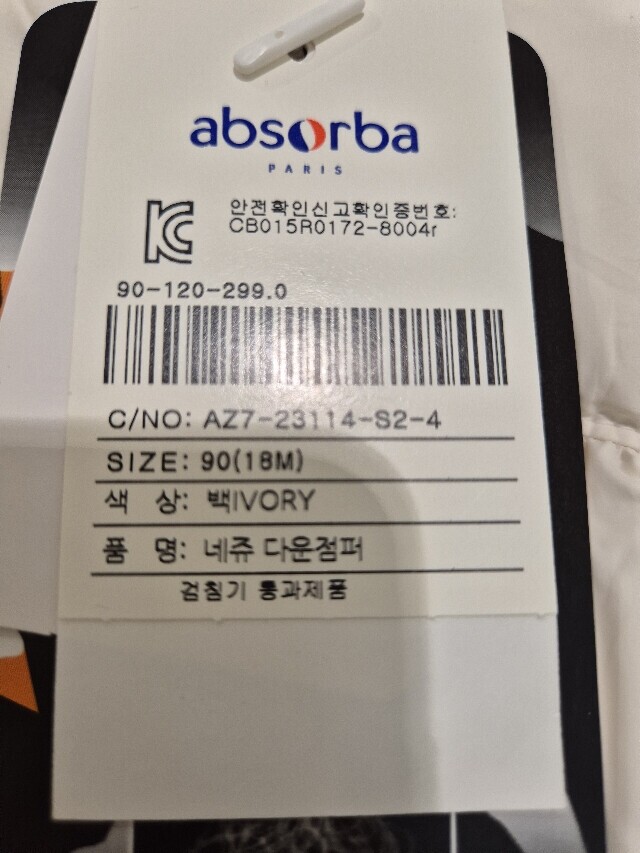 absorba
PARIS
안전확인신고확인증번호:
CB015R0172-8004r
90-120-299.0
C/NO: AZ7-23114-S2-4
SIZE: 90(18M)
색 상: 백IVORY
품 명: 네쥬 다운점퍼
검침기 통과제품